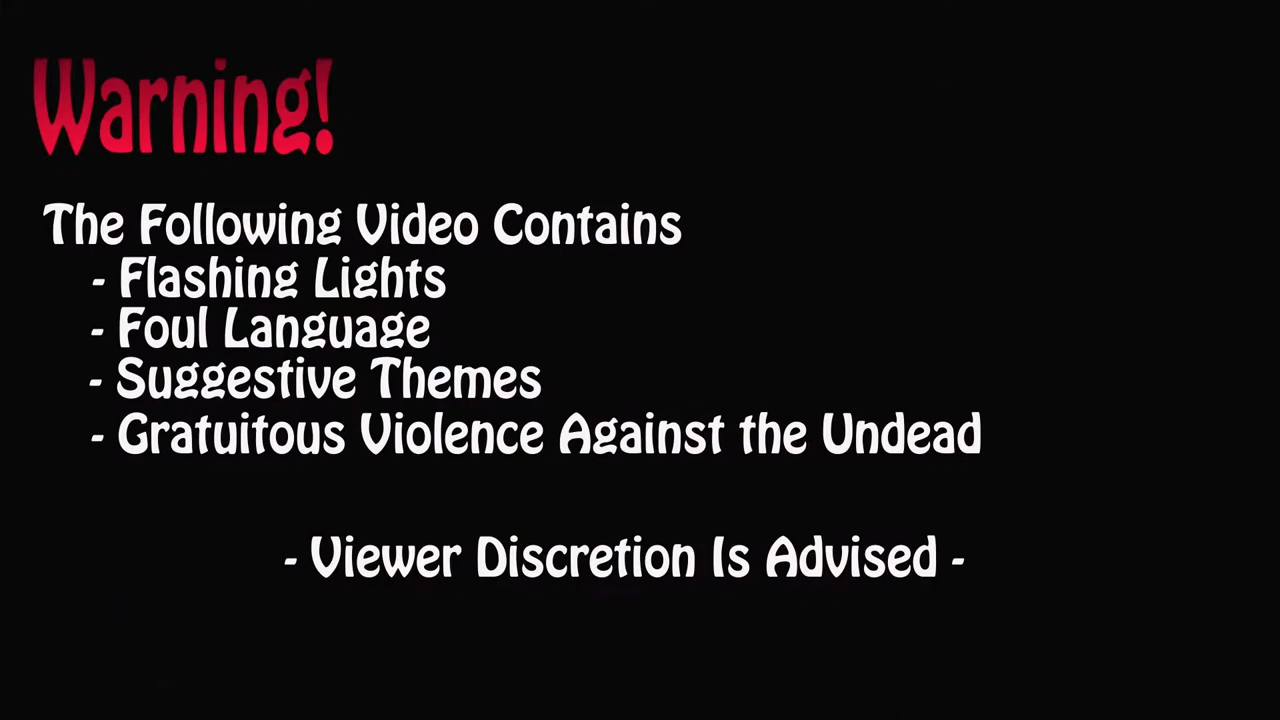 Warning!
The Following Video Contains
- Flashing Lights
- Foul Language
- Suggestive Themes
- Gratuitous Violence Against the Undead
- Viewer Discretion Is Advised -